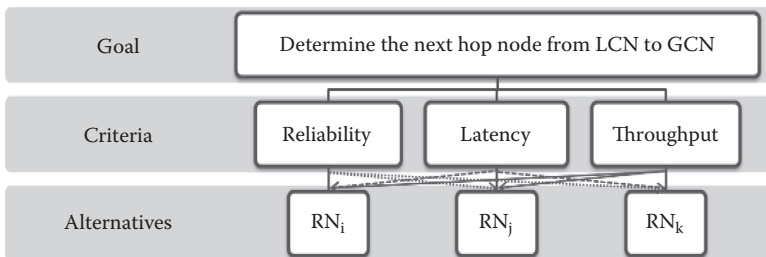 Goal
Determine the next hop node from LCN to GCN
Criteria
Reliability
Latency
Throughput
Alternatives
RNi
RNj
RNk